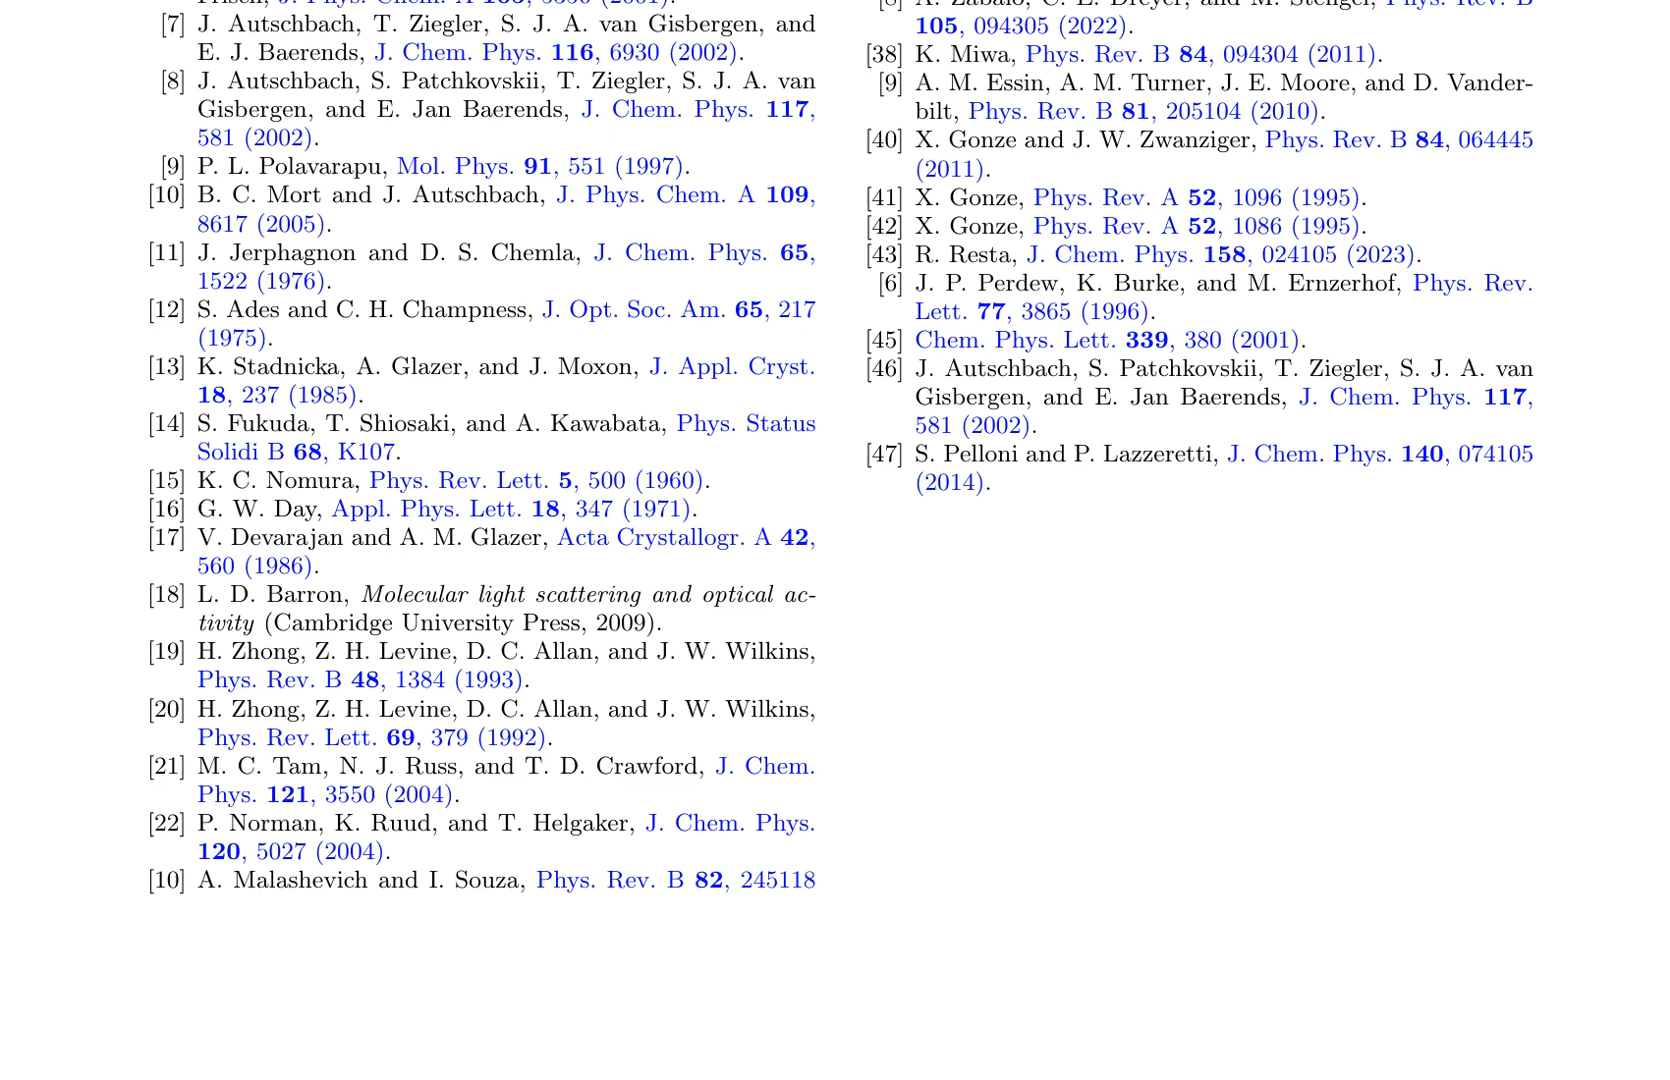 [7] J. Autschbach, T. Ziegler, S. J. A. van Gisbergen, and
E. J. Baerends, J. Chem. Phys. 116, 6930 (2002).
[8] J. Autschbach, S. Patchkovskii, T. Ziegler, S. J. A. van
Gisbergen, and E. Jan Baerends, J. Chem. Phys. 117,
581 (2002).
[9] P. L. Polavarapu, Mol. Phys. 91, 551 (1997).
[10] B. C. Mort and J. Autschbach, J. Phys. Chem. A 109,
8617 (2005).
[11] J. Jerphagnon and D. S. Chemla, J. Chem. Phys. 65,
1522 (1976).
[12] S. Ades and C. H. Champness, J. Opt. Soc. Am. 65, 217
(1975).
[13] K. Stadnicka, A. Glazer, and J. Moxon, J. Appl. Cryst.
18, 237 (1985).
[14] S. Fukuda, T. Shiosaki, and A. Kawabata, Phys. Status
Solidi B 68, K107.
[15] K. C. Nomura, Phys. Rev. Lett. 5, 500 (1960).
[16] G. W. Day, Appl. Phys. Lett. 18, 347 (1971).
[17] V. Devarajan and A. M. Glazer, Acta Crystallogr. A 42,
560 (1986).
[18] L. D. Barron, Molecular light scattering and optical ac-
tivity (Cambridge University Press, 2009).
[19] H. Zhong, Z. H. Levine, D. C. Allan, and J. W. Wilkins,
Phys. Rev. B 48, 1384 (1993).
[20] H. Zhong, Z. H. Levine, D. C. Allan, and J. W. Wilkins,
Phys. Rev. Lett. 69, 379 (1992).
[21] M. C. Tam, N. J. Russ, and T. D. Crawford, J. Chem.
Phys. 121, 3550 (2004).
[22] P. Norman, K. Ruud, and T. Helgaker, J. Chem. Phys.
120, 5027 (2004).
[10] A. Malashevich and I. Souza, Phys. Rev. B 82, 245118
105, 094305 (2022).
[38] K. Miwa, Phys. Rev. B 84, 094304 (2011).
[9] A. M. Essin, A. M. Turner, J. E. Moore, and D. Vander-
bilt, Phys. Rev. B 81, 205104 (2010).
[40] X. Gonze and J. W. Zwanziger, Phys. Rev. B 84, 064445
(2011).
[41] X. Gonze, Phys. Rev. A 52, 1096 (1995).
[42] X. Gonze, Phys. Rev. A 52, 1086 (1995).
[43] R. Resta, J. Chem. Phys. 158, 024105 (2023).
[6] J. P. Perdew, K. Burke, and M. Ernzerhof, Phys. Rev.
Lett. 77, 3865 (1996).
[45] Chem. Phys. Lett. 339, 380 (2001).
[46] J. Autschbach, S. Patchkovskii, T. Ziegler, S. J. A. van
Gisbergen, and E. Jan Baerends, J. Chem. Phys. 117,
581 (2002).
[47] S. Pelloni and P. Lazzeretti, J. Chem. Phys. 140, 074105
(2014).